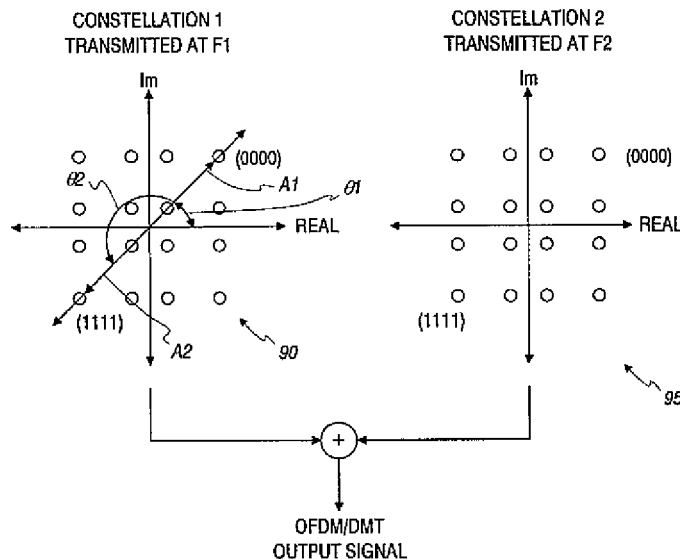 CONSTELLATION 1
TRANSMITTED AT F1
CONSTELLATION 2
TRANSMITTED AT F2
Im
Im
(0000)
(0000)
A1
θ1
θ2
REAL
REAL
(1111)
(1111)
A2
90
95
+
OFDM/DMT
OUTPUT SIGNAL